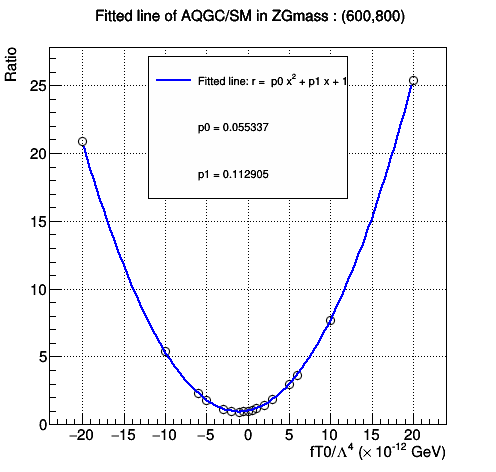 Fitted line of AQGC/SM in ZGmass : (600,800)
Ratio
Fitted line: r = p0 x² + p1 x + 1
p0 = 0.055337
p1 = 0.112905
25
20
15
10
5
0
−20 −15 −10 −5 0 5 10 15 20
fT0/Λ⁴ (× 10⁻¹² GeV)